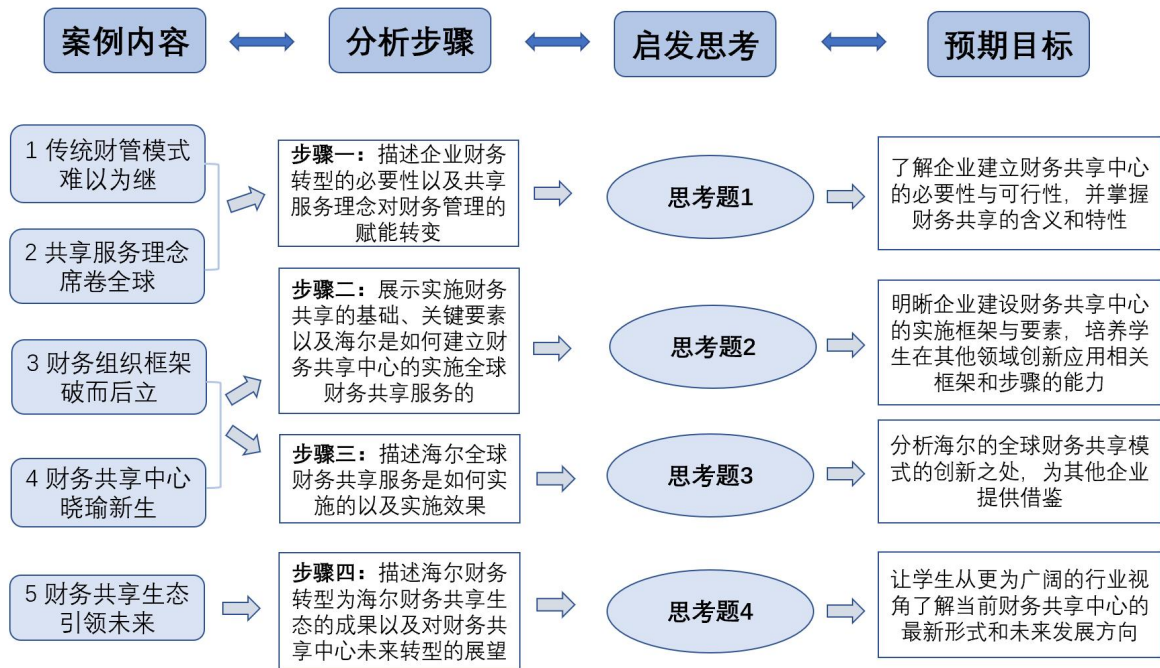 案例内容
分析步骤
启发思考
预期目标
1 传统财管模式
难以为继
2 共享服务理念
席卷全球
步骤一：描述企业财务
转型的必要性以及共享
服务理念对财务管理的
赋能转变
思考题1
了解企业建立财务共享中心
的必要性与可行性，并掌握
财务共享的含义和特性
3 财务组织框架
破而后立
4 财务共享中心
晓瑜新生
步骤二：展示实施财务
共享的基础、关键要素
以及海尔是如何建立财
务共享中心的实施全球
财务共享服务的
思考题2
明晰企业建设财务共享中心
的实施框架与要素，培养学
生在其他领域创新应用相关
框架和步骤的能力
步骤三：描述海尔全球
财务共享服务是如何实
施的以及实施效果
思考题3
分析海尔的全球财务共享模
式的创新之处，为其他企业
提供借鉴
5 财务共享生态
引领未来
步骤四：描述海尔财务
转型为海尔财务共享生
态的成果以及对财务共
享中心未来转型的展望
思考题4
让学生从更为广阔的行业视
角了解当前财务共享中心的
最新形式和未来发展方向